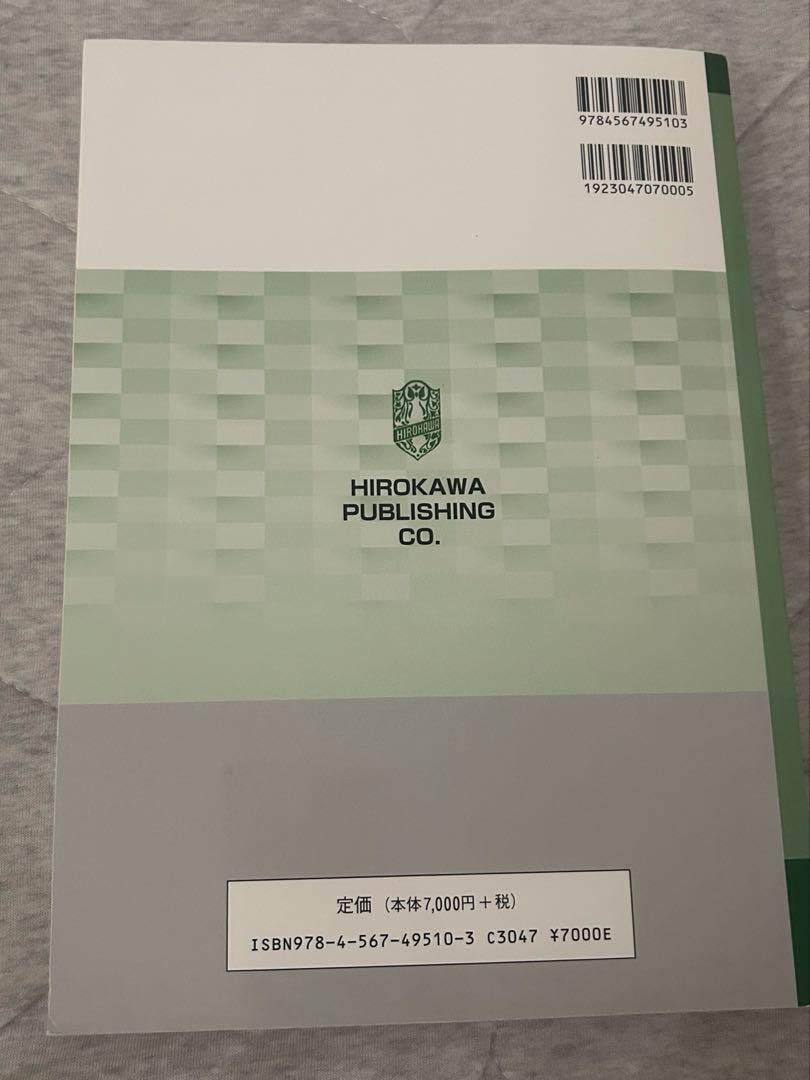 9784567495103
1923047070005
HIROKAWA
HIROKAWA
PUBLISHING
CO.
定価（本体7,000円＋税）
ISBN978-4-567-49510-3 C3047 ¥7000E